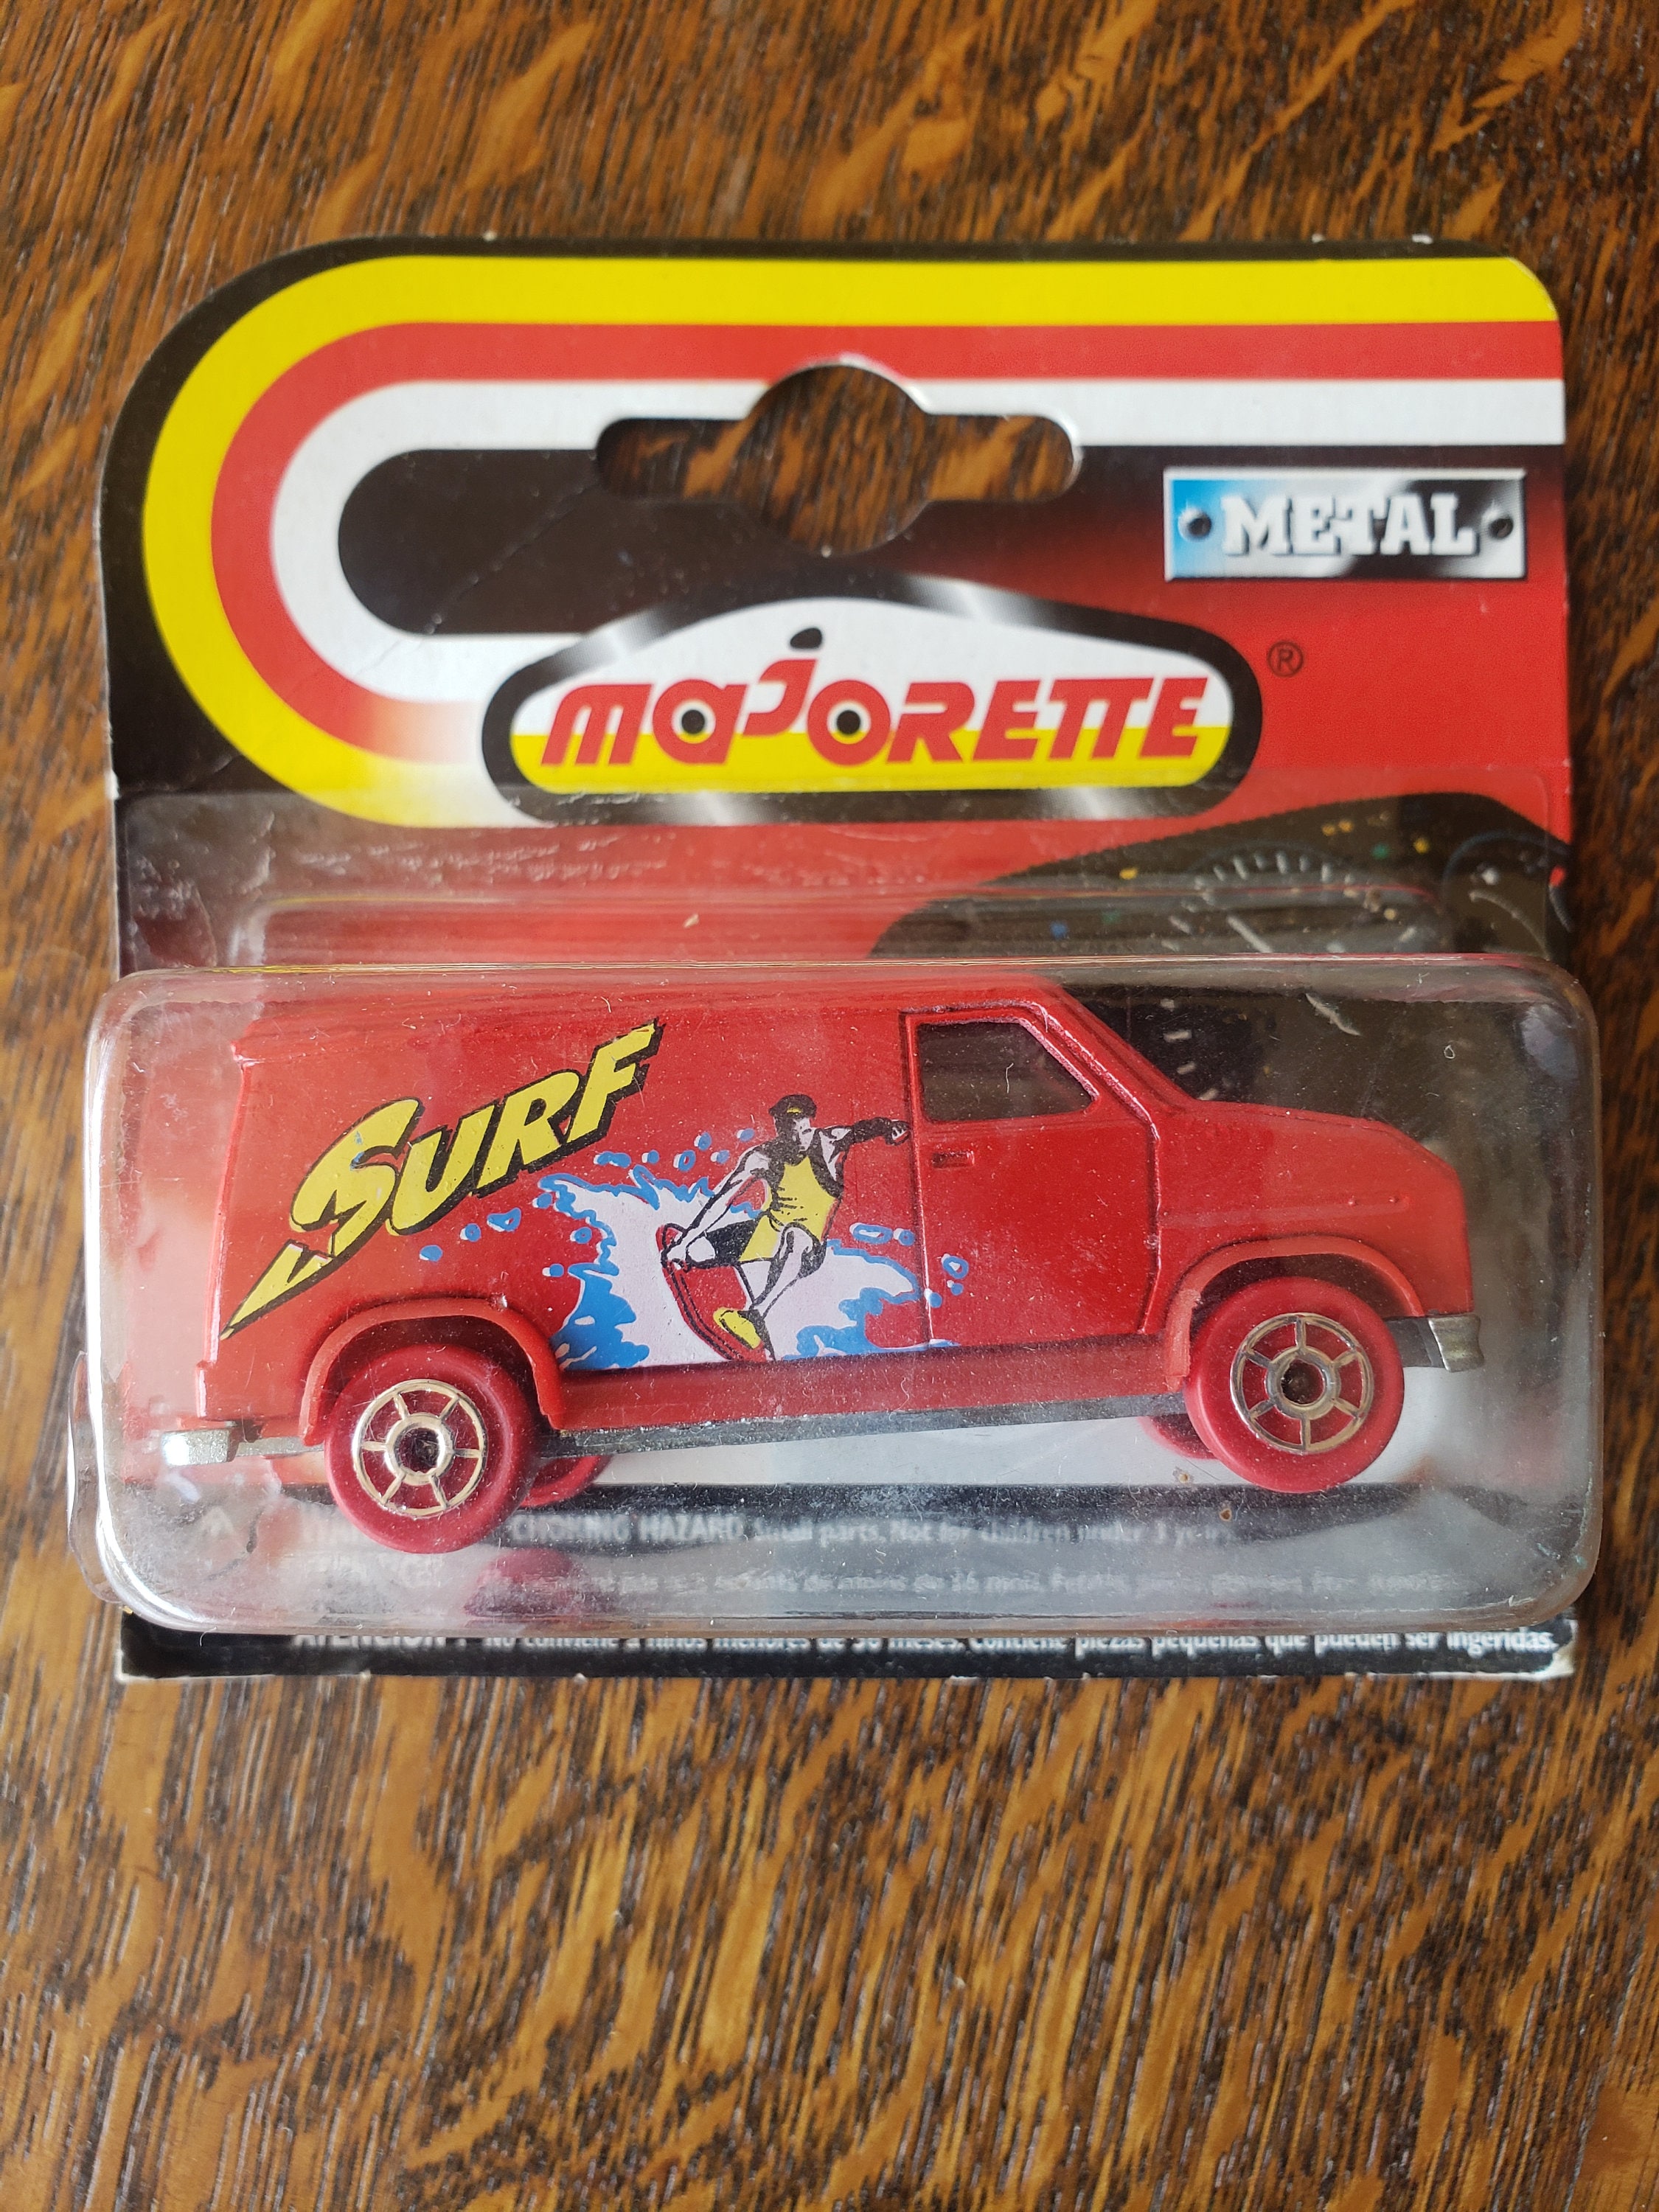 METAL
majorette ®
SURF
CHOKING HAZARD Small parts. Not for children under 3 years.
ATENCION : No conviene a niños menores de 36 meses. Contiene piezas pequeñas que pueden ser ingeridas.